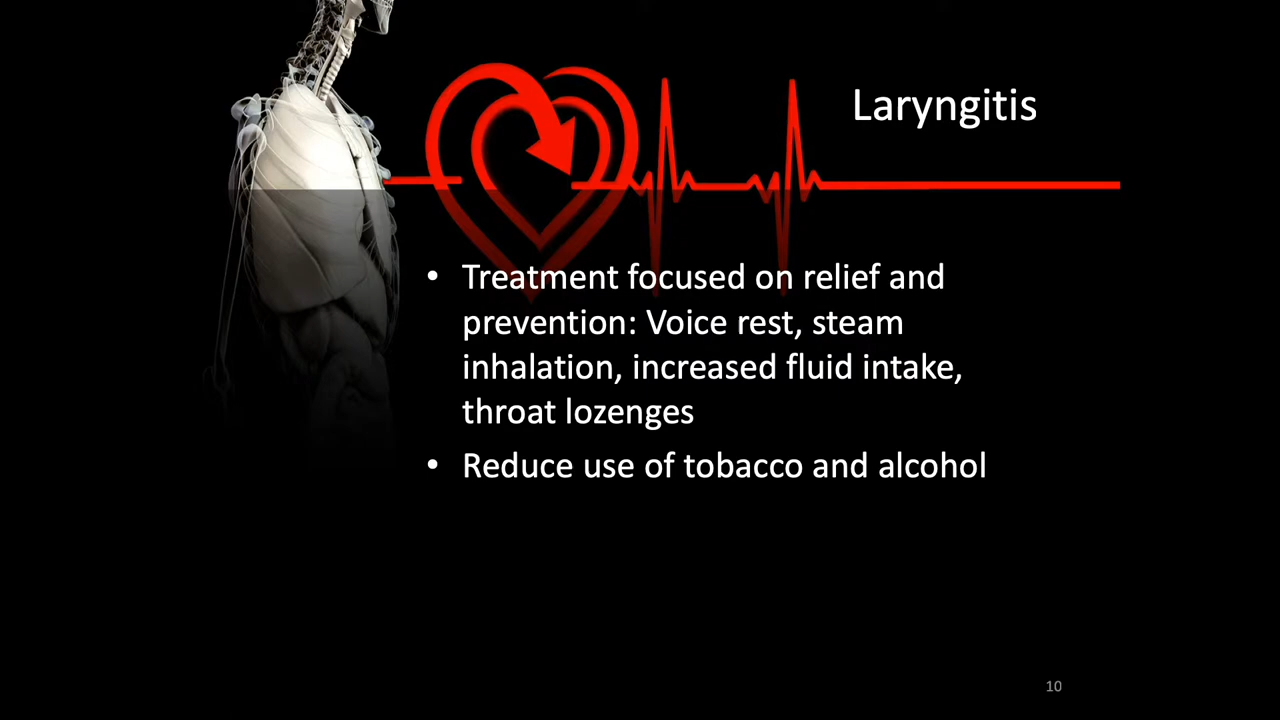 Laryngitis
• Treatment focused on relief and
prevention: Voice rest, steam
inhalation, increased fluid intake,
throat lozenges
• Reduce use of tobacco and alcohol
10